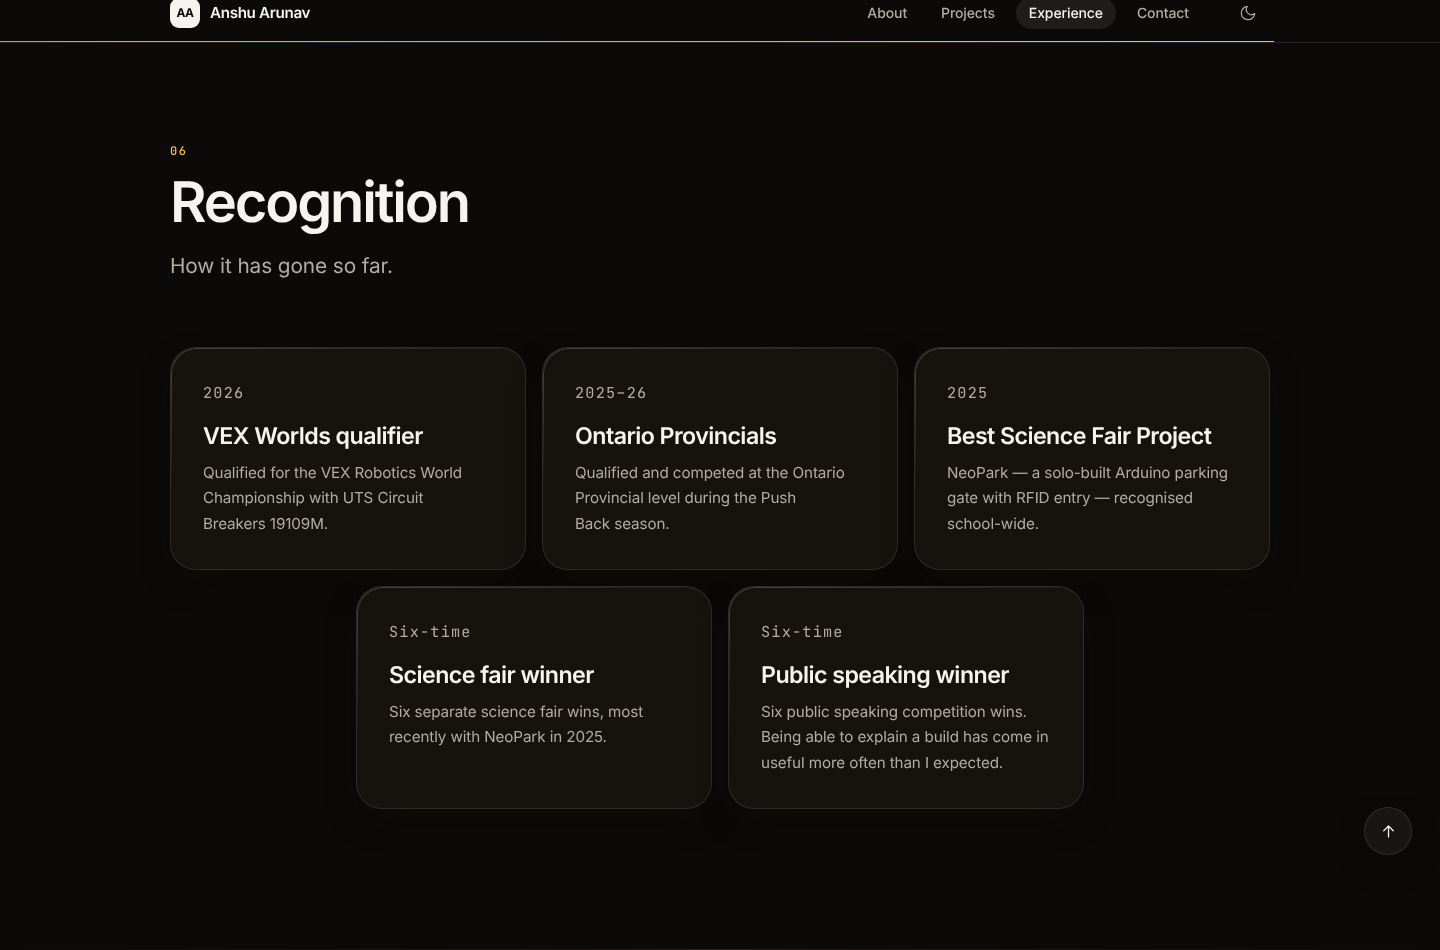 AA Anshu Arunav About Projects Experience Contact
06
Recognition
How it has gone so far.
2026
VEX Worlds qualifier
Qualified for the VEX Robotics World
Championship with UTS Circuit
Breakers 19109M.
2025–26
Ontario Provincials
Qualified and competed at the Ontario
Provincial level during the Push
Back season.
2025
Best Science Fair Project
NeoPark — a solo-built Arduino parking
gate with RFID entry — recognised
school-wide.
Six-time
Science fair winner
Six separate science fair wins, most
recently with NeoPark in 2025.
Six-time
Public speaking winner
Six public speaking competition wins.
Being able to explain a build has come in
useful more often than I expected.